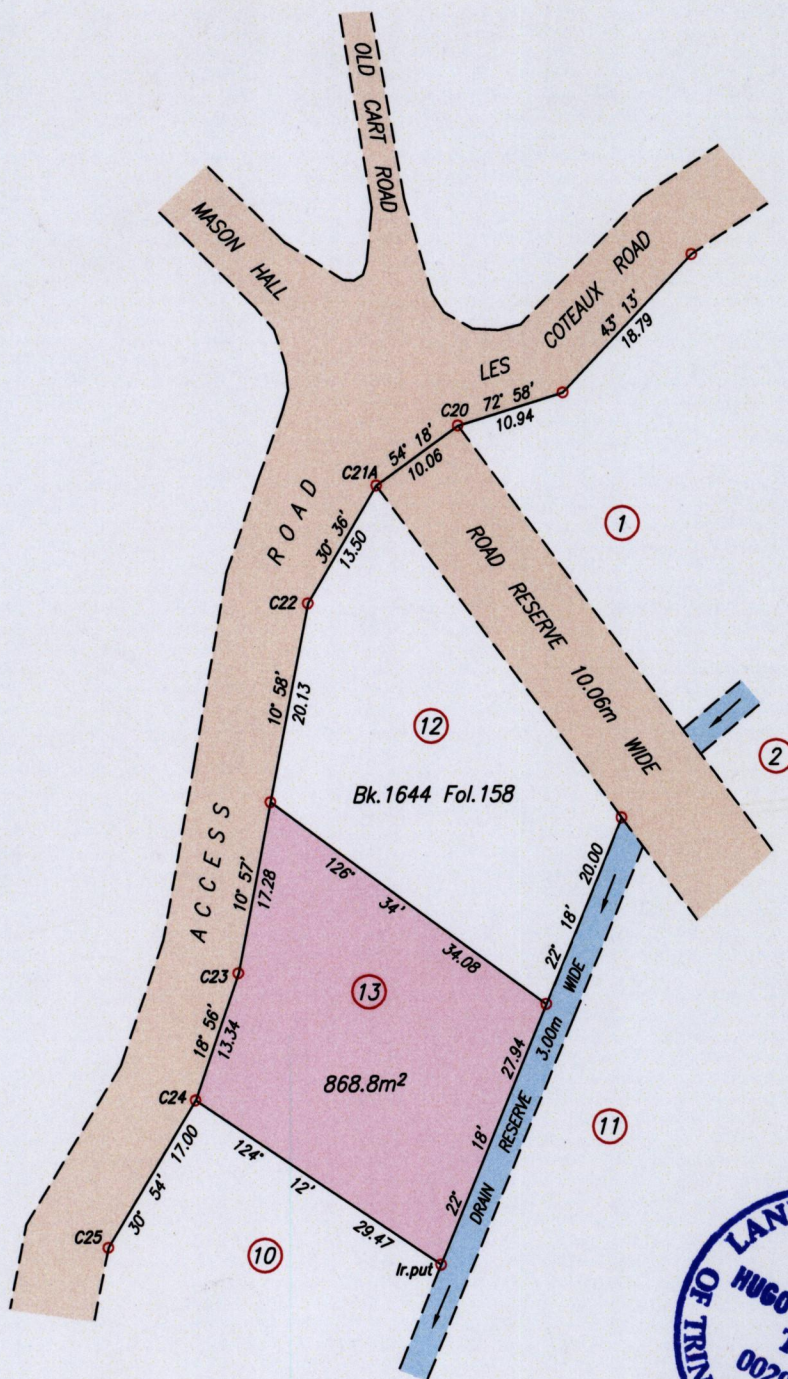 OLD CART ROAD
MASON HALL
LES COTEAUX ROAD
43° 13'
18.79
C20
72° 58'
10.94
54° 18'
10.06
C21A
ROAD RESERVE 10.06m WIDE
1
ACCESS ROAD
30° 36'
13.50
C22
10° 58'
20.13
12
2
Bk.1644 Fol.158
126° 34'
34.08
22° 18'
20.00
10° 57'
17.28
C23
13
18° 56'
13.34
868.8m²
DRAIN RESERVE 3.00m WIDE
22° 18'
27.94
C24
11
30° 54'
17.00
124° 12'
29.47
C25
10
Ir.put
LAN
OF TRIN
HUGO
002